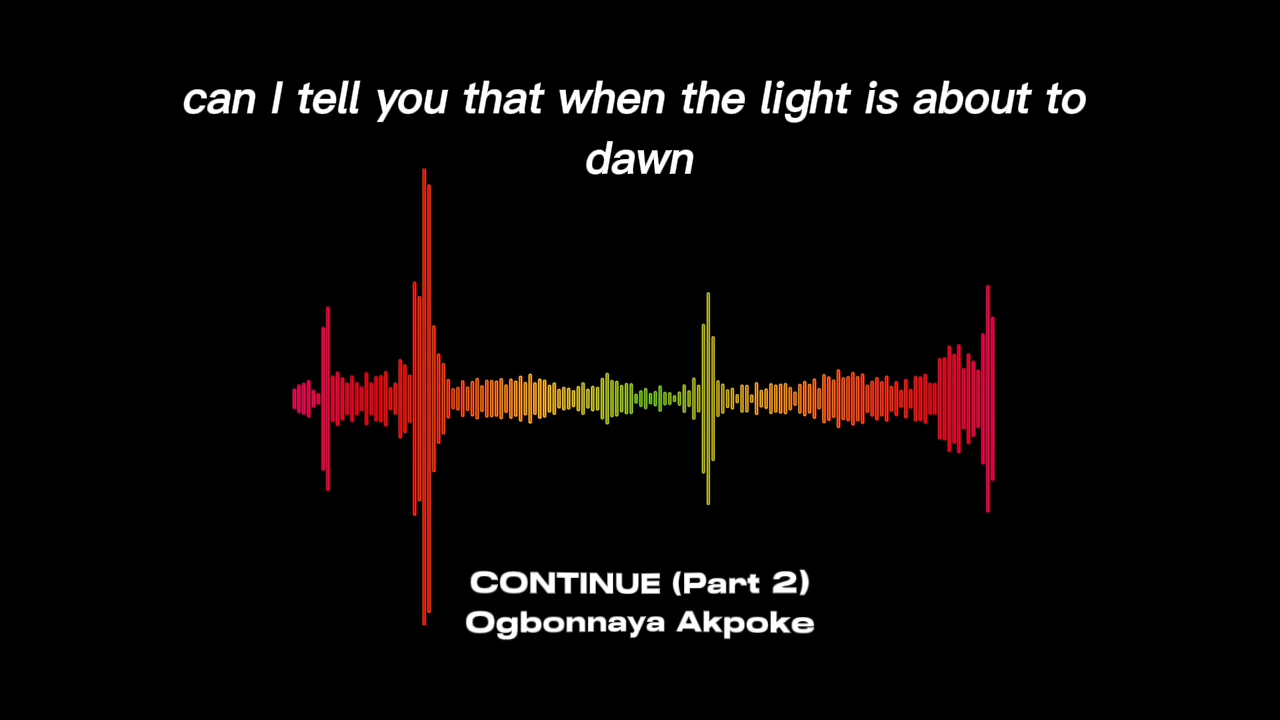 can I tell you that when the light is about to
dawn
CONTINUE (Part 2)
Ogbonnaya Akpoke